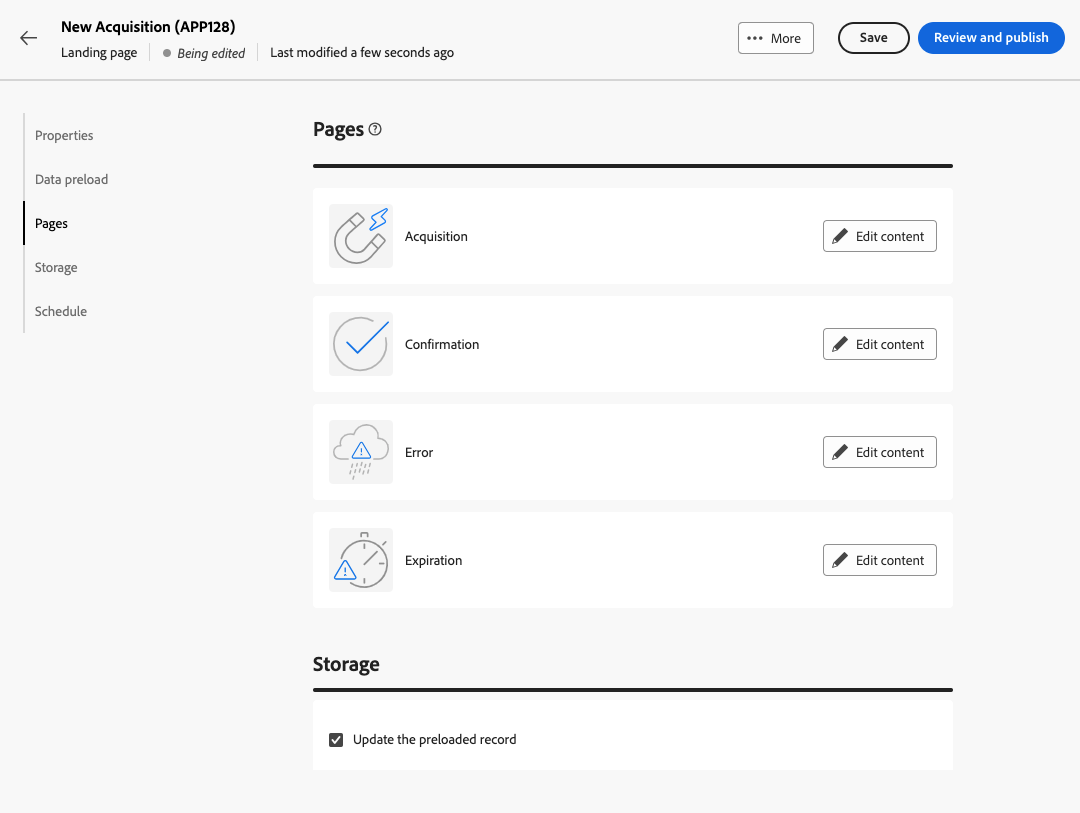 New Acquisition (APP128)
Landing page
Being edited
Last modified a few seconds ago
More
Save
Review and publish
Properties
Data preload
Pages
Storage
Schedule
Pages
Acquisition
Edit content
Confirmation
Edit content
Error
Edit content
Expiration
Edit content
Storage
Update the preloaded record